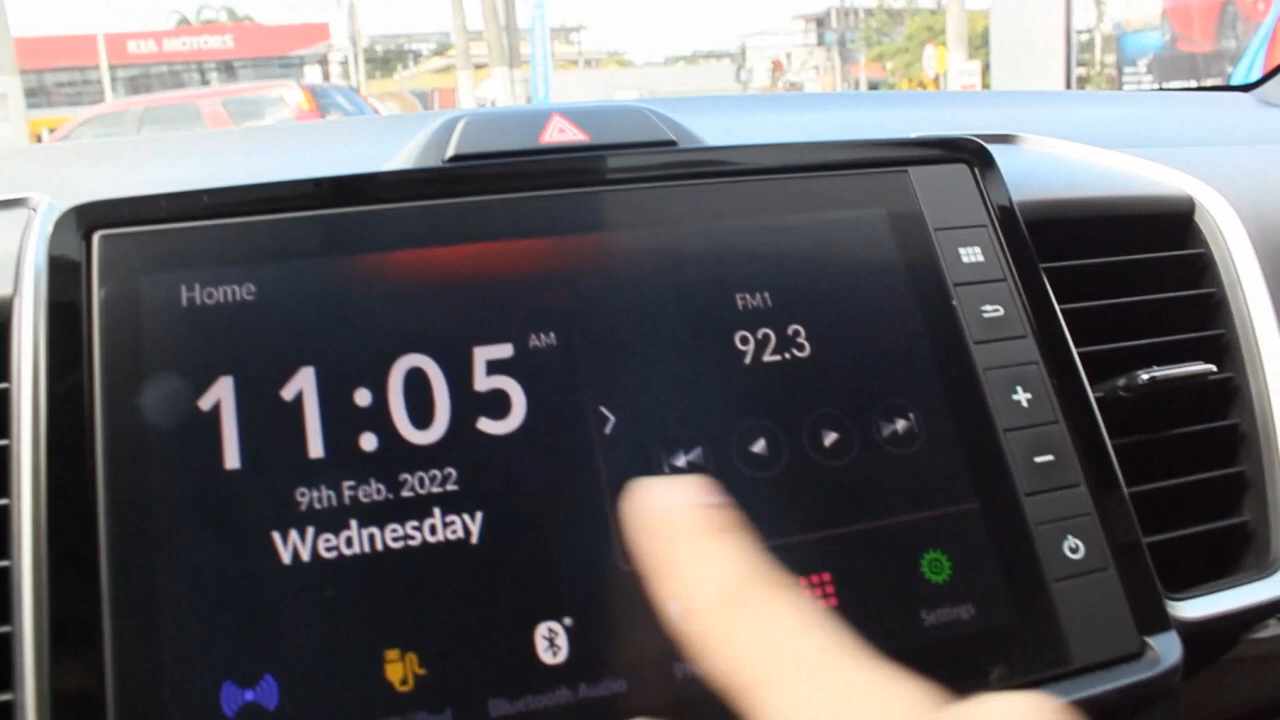 KIA MOTORS
Home
FM1
92.3
11:05 AM
9th Feb. 2022
Wednesday
Settings
Bluetooth Audio